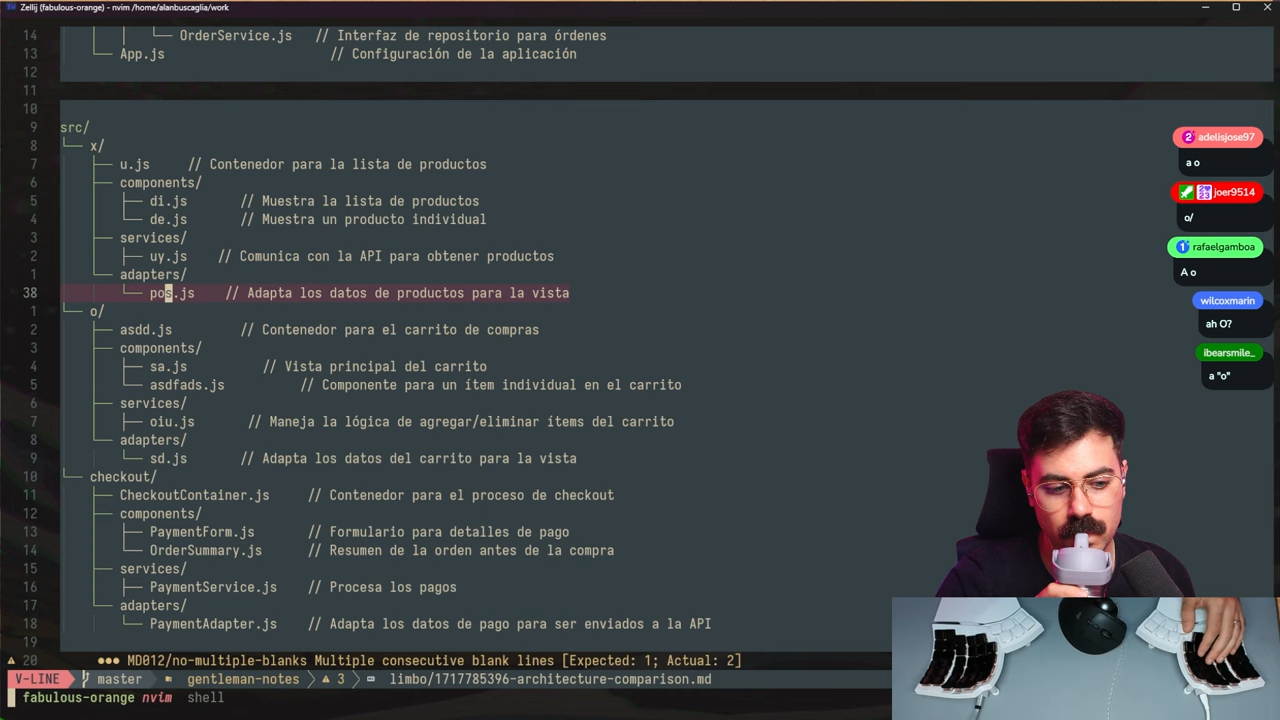 Zellij (fabulous-orange) - nvim /home/alanbuscaglia/work
14 │ │ └── OrderService.js // Interfaz de repositorio para órdenes
13 └── App.js // Configuración de la aplicación
12
11
10
9 src/
8 └── x/
7 ├── u.js // Contenedor para la lista de productos
6 ├── components/
5 │ ├── di.js // Muestra la lista de productos
4 │ └── de.js // Muestra un producto individual
3 ├── services/
2 │ ├── uy.js // Comunica con la API para obtener productos
1 └── adapters/
38 └── pos.js // Adapta los datos de productos para la vista
1 └── o/
2 ├── asdd.js // Contenedor para el carrito de compras
3 ├── components/
4 │ ├── sa.js // Vista principal del carrito
5 │ └── asdfads.js // Componente para un ítem individual en el carrito
6 ├── services/
7 │ ├── oiu.js // Maneja la lógica de agregar/eliminar ítems del carrito
8 └── adapters/
9 └── sd.js // Adapta los datos del carrito para la vista
10 └── checkout/
11 ├── CheckoutContainer.js // Contenedor para el proceso de checkout
12 ├── components/
13 │ ├── PaymentForm.js // Formulario para detalles de pago
14 │ └── OrderSummary.js // Resumen de la orden antes de la compra
15 ├── services/
16 │ ├── PaymentService.js // Procesa los pagos
17 └── adapters/
18 └── PaymentAdapter.js // Adapta los datos de pago para ser enviados a la API
19
20 ●●● MD012/no-multiple-blanks Multiple consecutive blank lines [Expected: 1; Actual: 2]
V-LINE master gentleman-notes 3 limbo/1717785396-architecture-comparison.md
fabulous-orange nvim shell
2 adelisjose97
a o
joer9514
o/
1 rafaelgamboa
A o
wilcoxmarin
ah O?
ibearsmile_
a "o"